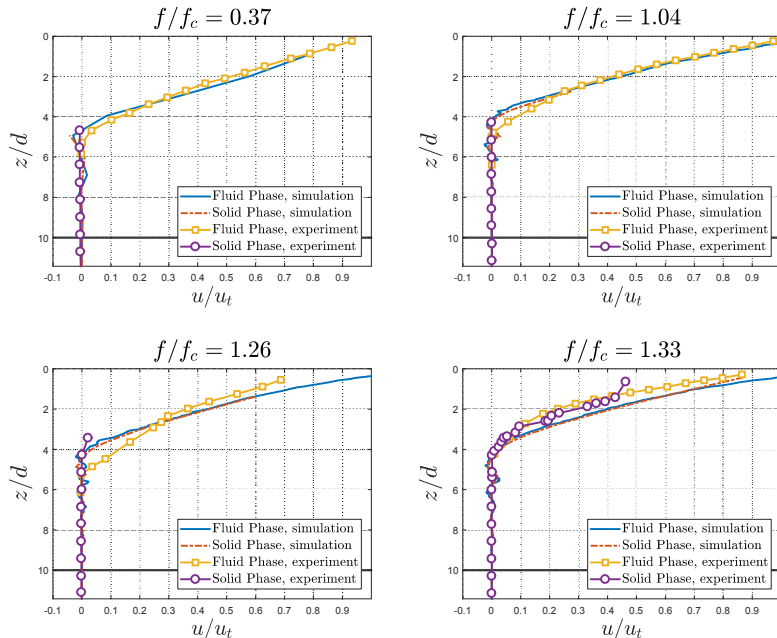 f/f_c = 0.37
0
2
4
6
8
10
z/d
-0.1 0 0.1 0.2 0.3 0.4 0.5 0.6 0.7 0.8 0.9
u/u_t
Fluid Phase, simulation
Solid Phase, simulation
Fluid Phase, experiment
Solid Phase, experiment
f/f_c = 1.04
0
2
4
6
8
10
z/d
-0.1 0 0.1 0.2 0.3 0.4 0.5 0.6 0.7 0.8 0.9
u/u_t
Fluid Phase, simulation
Solid Phase, simulation
Fluid Phase, experiment
Solid Phase, experiment
f/f_c = 1.26
0
2
4
6
8
10
z/d
-0.1 0 0.1 0.2 0.3 0.4 0.5 0.6 0.7 0.8 0.9
u/u_t
Fluid Phase, simulation
Solid Phase, simulation
Fluid Phase, experiment
Solid Phase, experiment
f/f_c = 1.33
0
2
4
6
8
10
z/d
-0.1 0 0.1 0.2 0.3 0.4 0.5 0.6 0.7 0.8 0.9
u/u_t
Fluid Phase, simulation
Solid Phase, simulation
Fluid Phase, experiment
Solid Phase, experiment